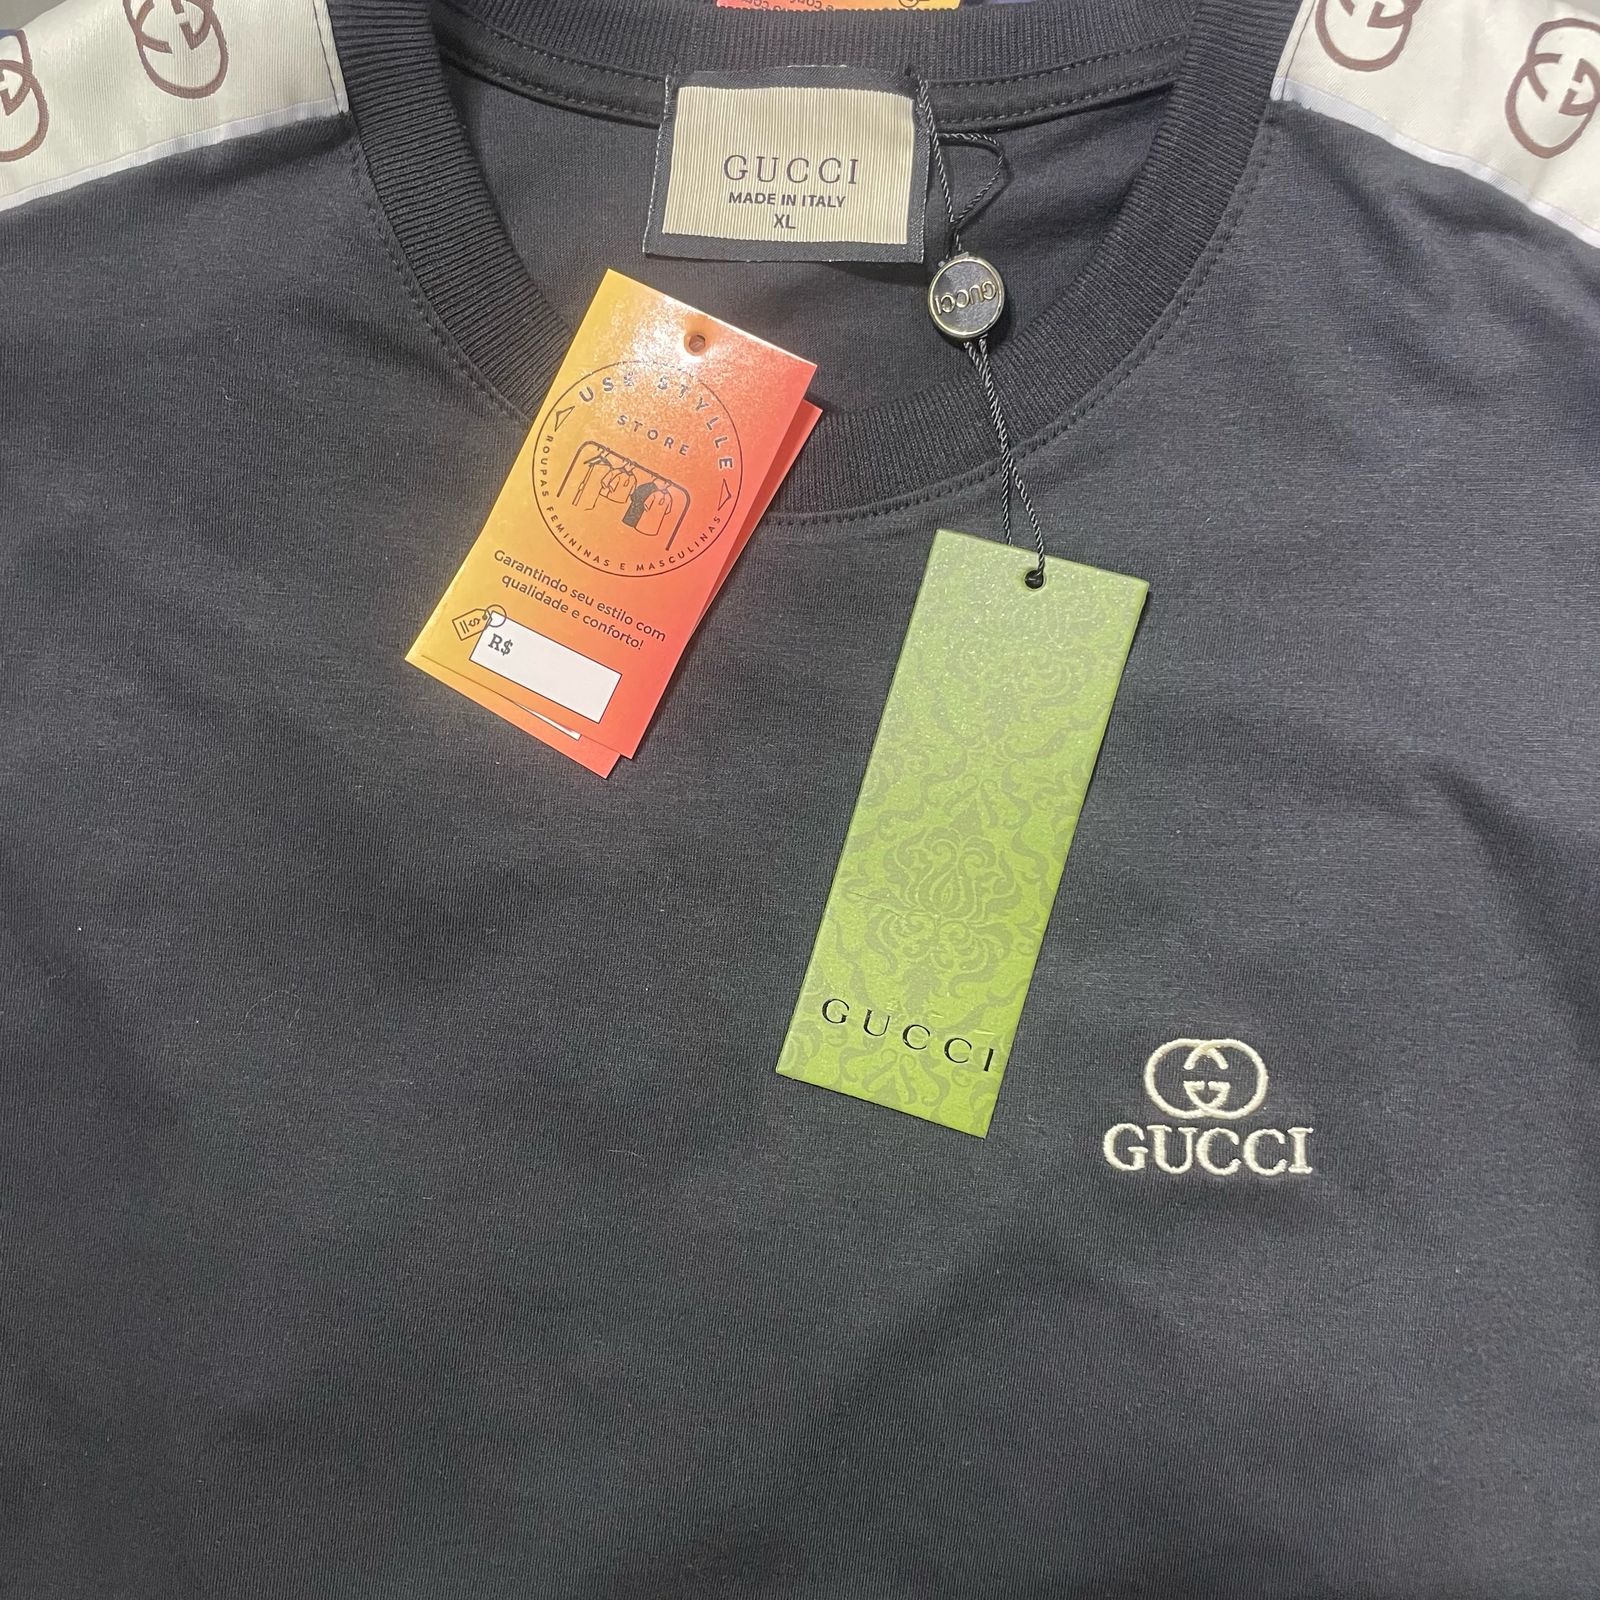 GUCCI
MADE IN ITALY
XL
GUCCI
USE STYLLE
STORE
ROUPAS FEMININAS E MASCULINAS
Garantindo seu estilo com
qualidade e conforto!
R$
GUCCI
GUCCI